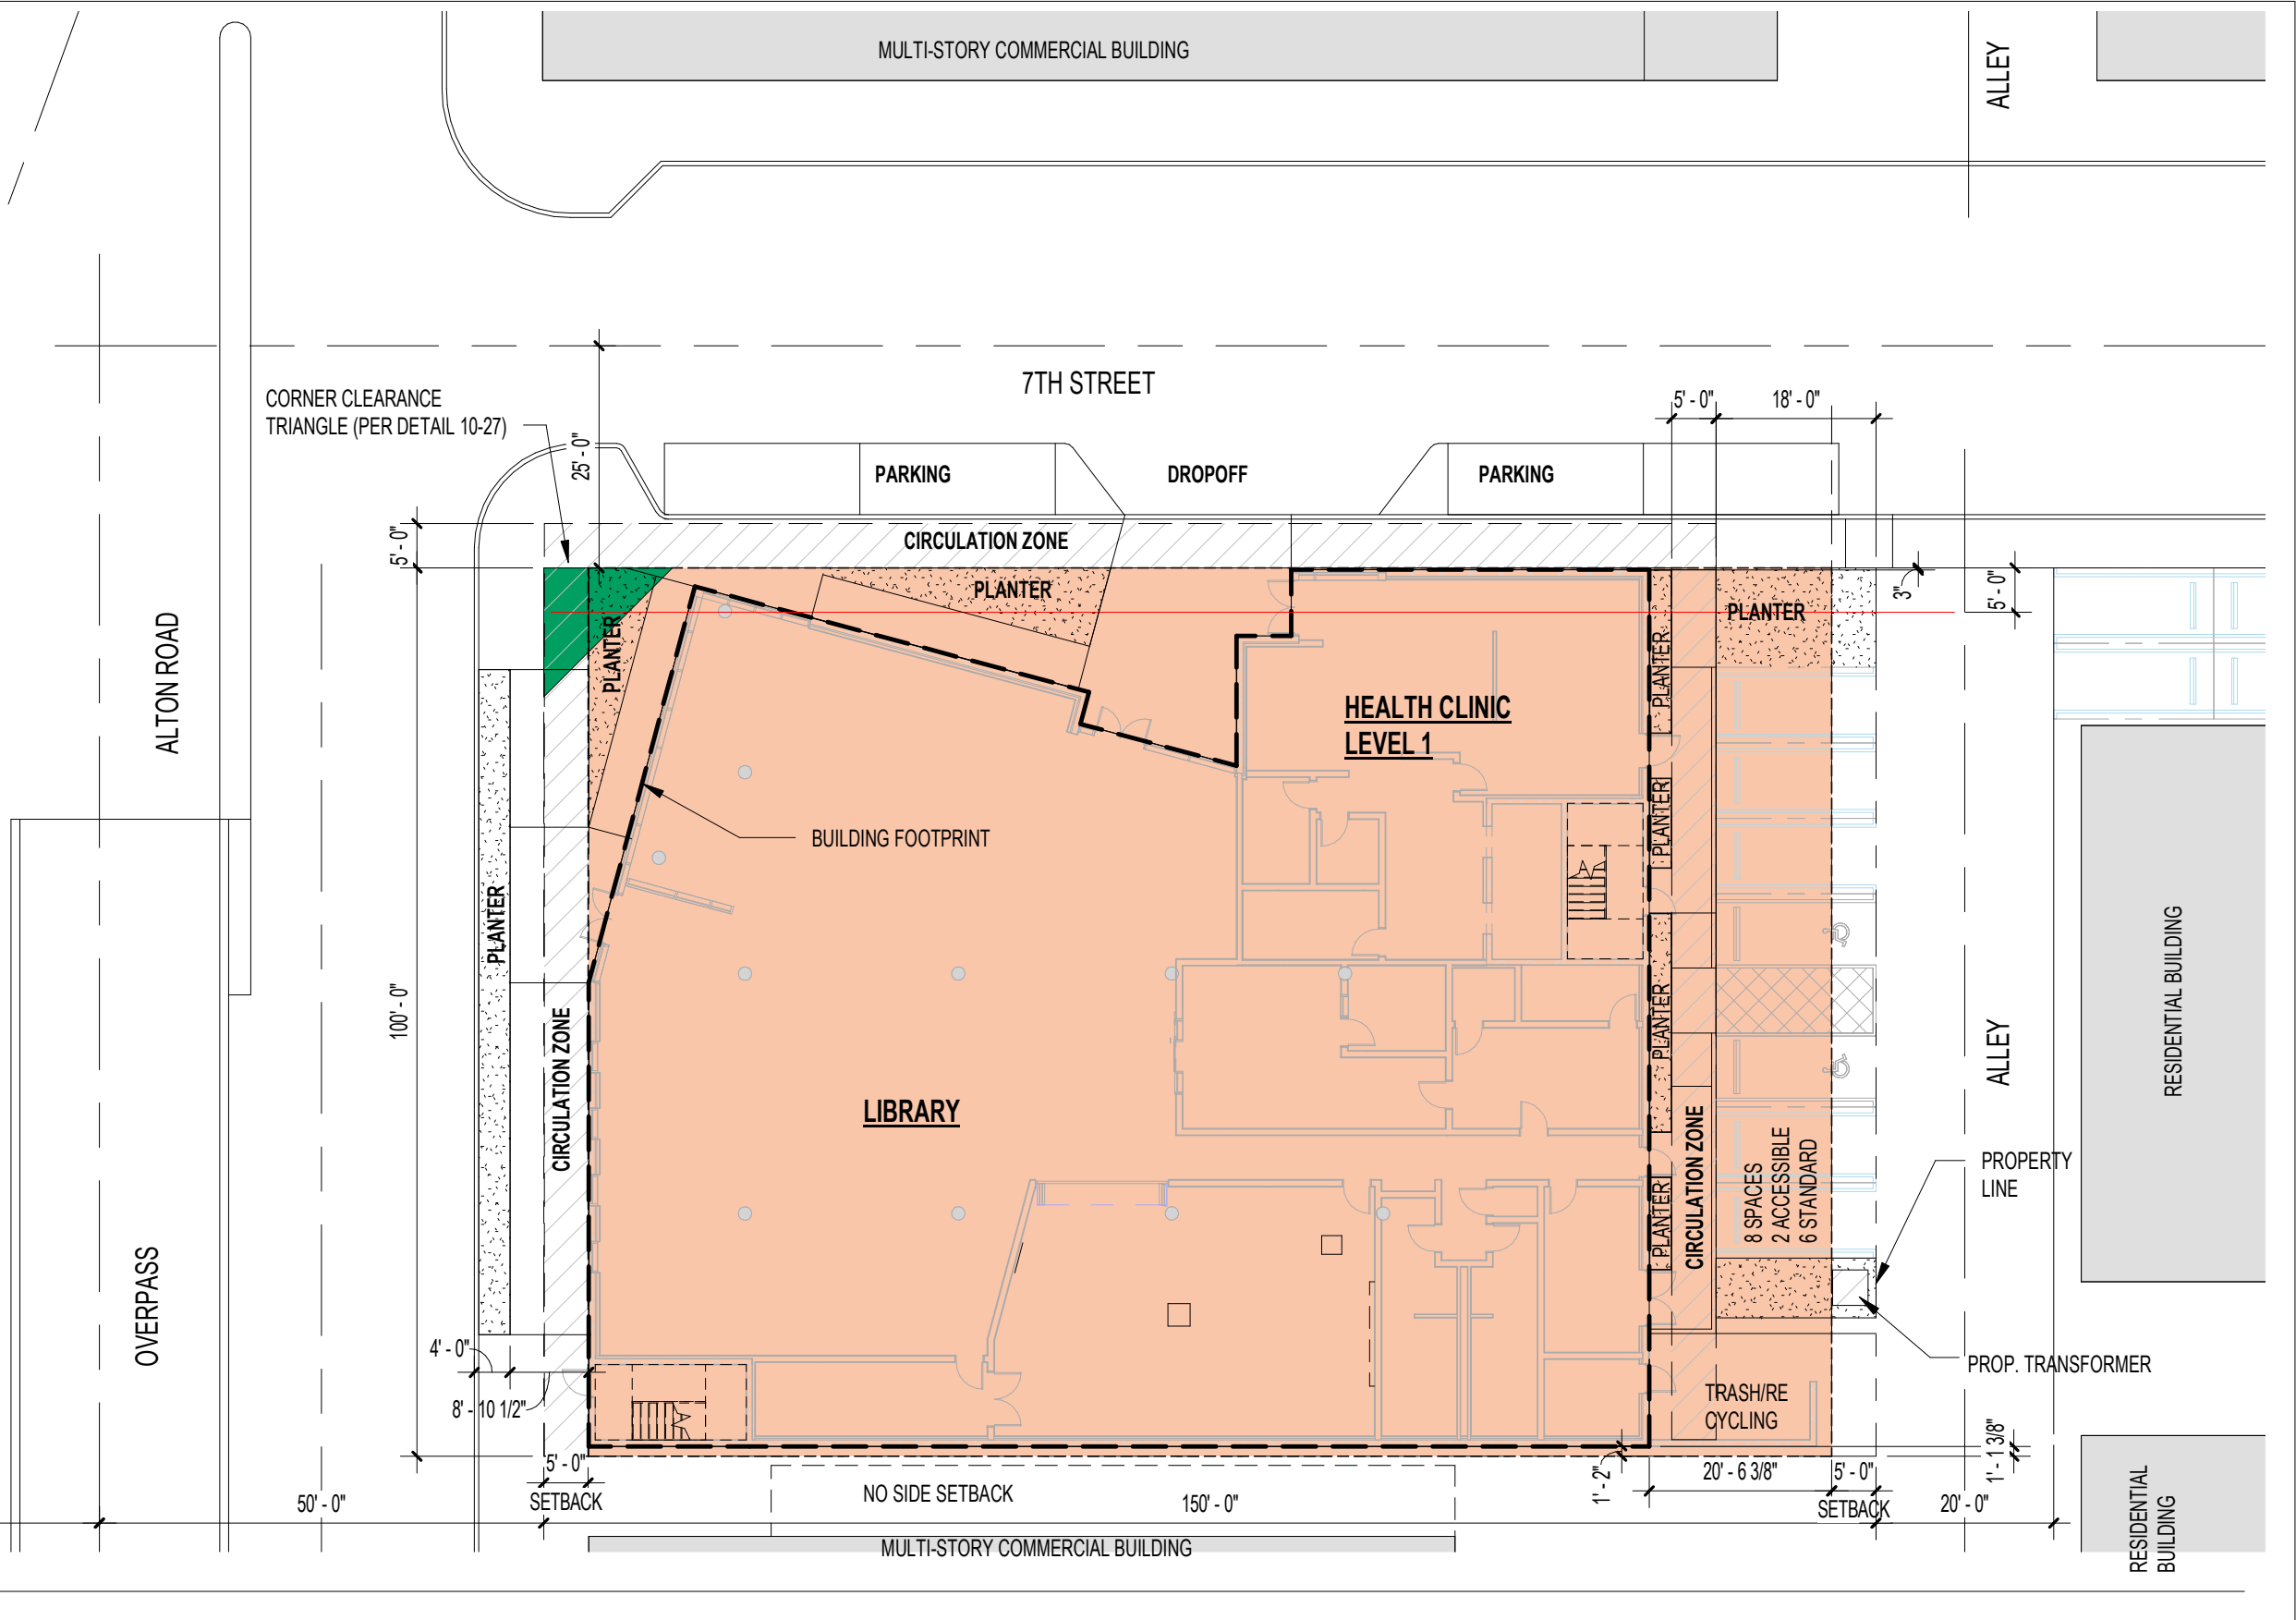 MULTI-STORY COMMERCIAL BUILDING
ALLEY
7TH STREET
CORNER CLEARANCE
TRIANGLE (PER DETAIL 10-27)
25' - 0"
5' - 0"
18' - 0"
PARKING
DROPOFF
PARKING
5' - 0"
CIRCULATION ZONE
PLANTER
PLANTER
PLANTER
PLANTER
3"
5' - 0"
ALTON ROAD
HEALTH CLINIC
LEVEL 1
BUILDING FOOTPRINT
PLANTER
PLANTER
100' - 0"
CIRCULATION ZONE
PLANTER
ALLEY
RESIDENTIAL BUILDING
LIBRARY
PLANTER
CIRCULATION ZONE
8 SPACES
2 ACCESSIBLE
6 STANDARD
PROPERTY
LINE
OVERPASS
4' - 0"
8' - 10 1/2"
PROP. TRANSFORMER
TRASH/RE
CYCLING
5' - 0"
SETBACK
NO SIDE SETBACK
150' - 0"
1' - 2"
20' - 6 3/8"
5' - 0"
SETBACK
1' - 1 3/8"
50' - 0"
20' - 0"
MULTI-STORY COMMERCIAL BUILDING
RESIDENTIAL
BUILDING